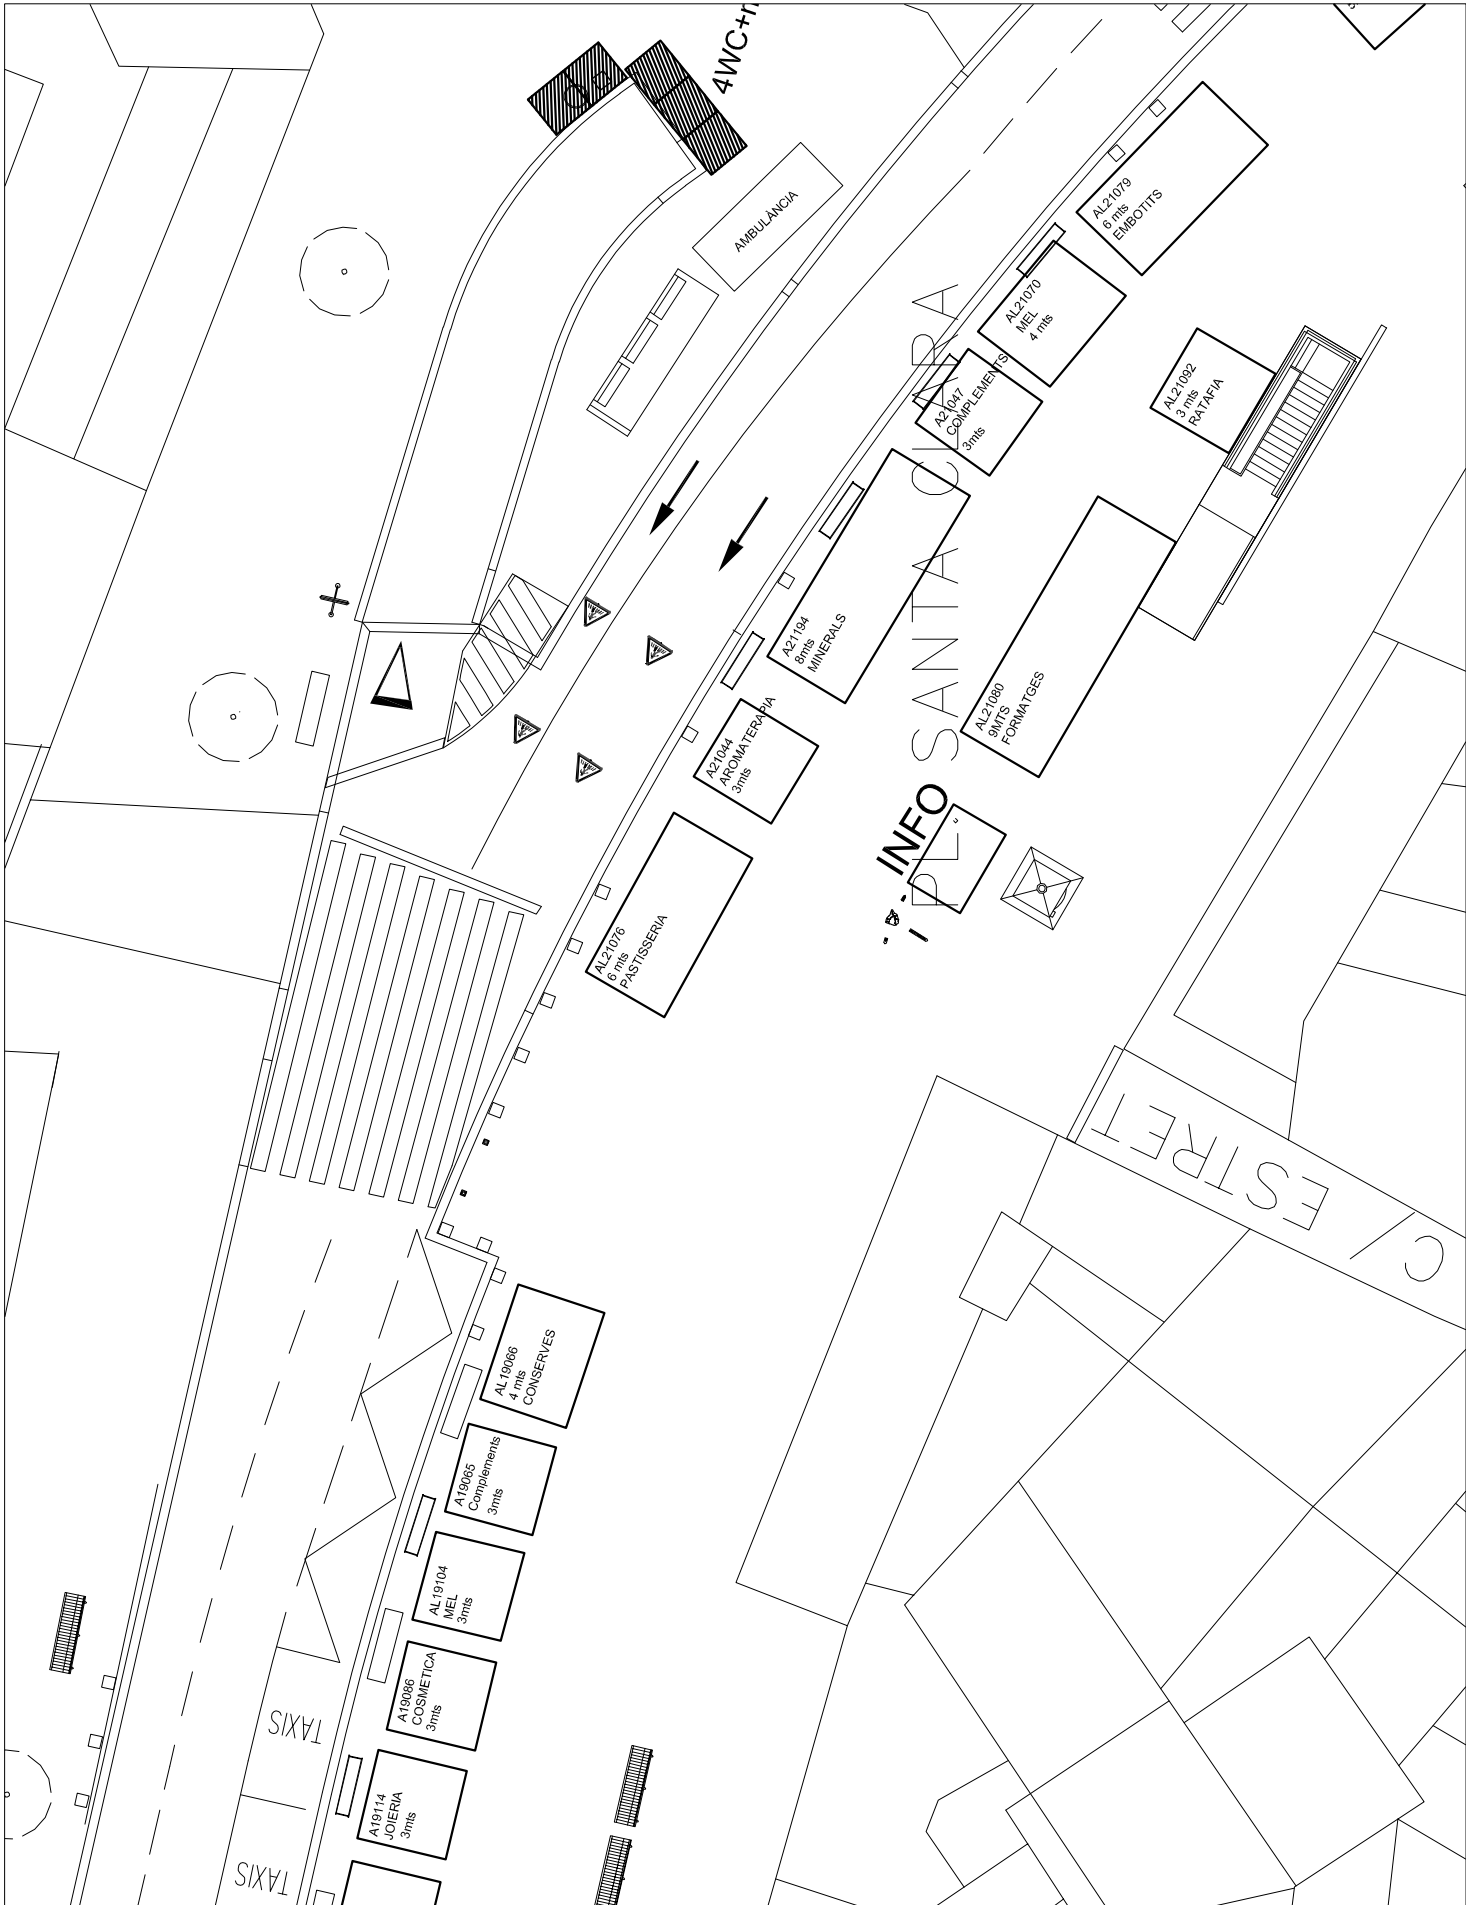 4WC+
AMBULÀNCIA
AL21079
6 mts
EMBOTITS
AL21070
MEL
4 mts
A21047
COMPLEMENTS
3mts
AL21092
3 mts
RATAFIA
A21194
8mts
MINERALS
AL21080
9MTS
FORMATGES
A21044
AROMATERAPIA
3mts
INFO
PL. SANTA CLARA
AL21076
6 mts
PASTISSERIA
C/ ESTRET
AL19066
4 mts
CONSERVES
A19065
Complements
3mts
AL19104
MEL
3mts
A19086
COSMETICA
3mts
TAXIS
A19114
JOIERIA
3mts
TAXIS